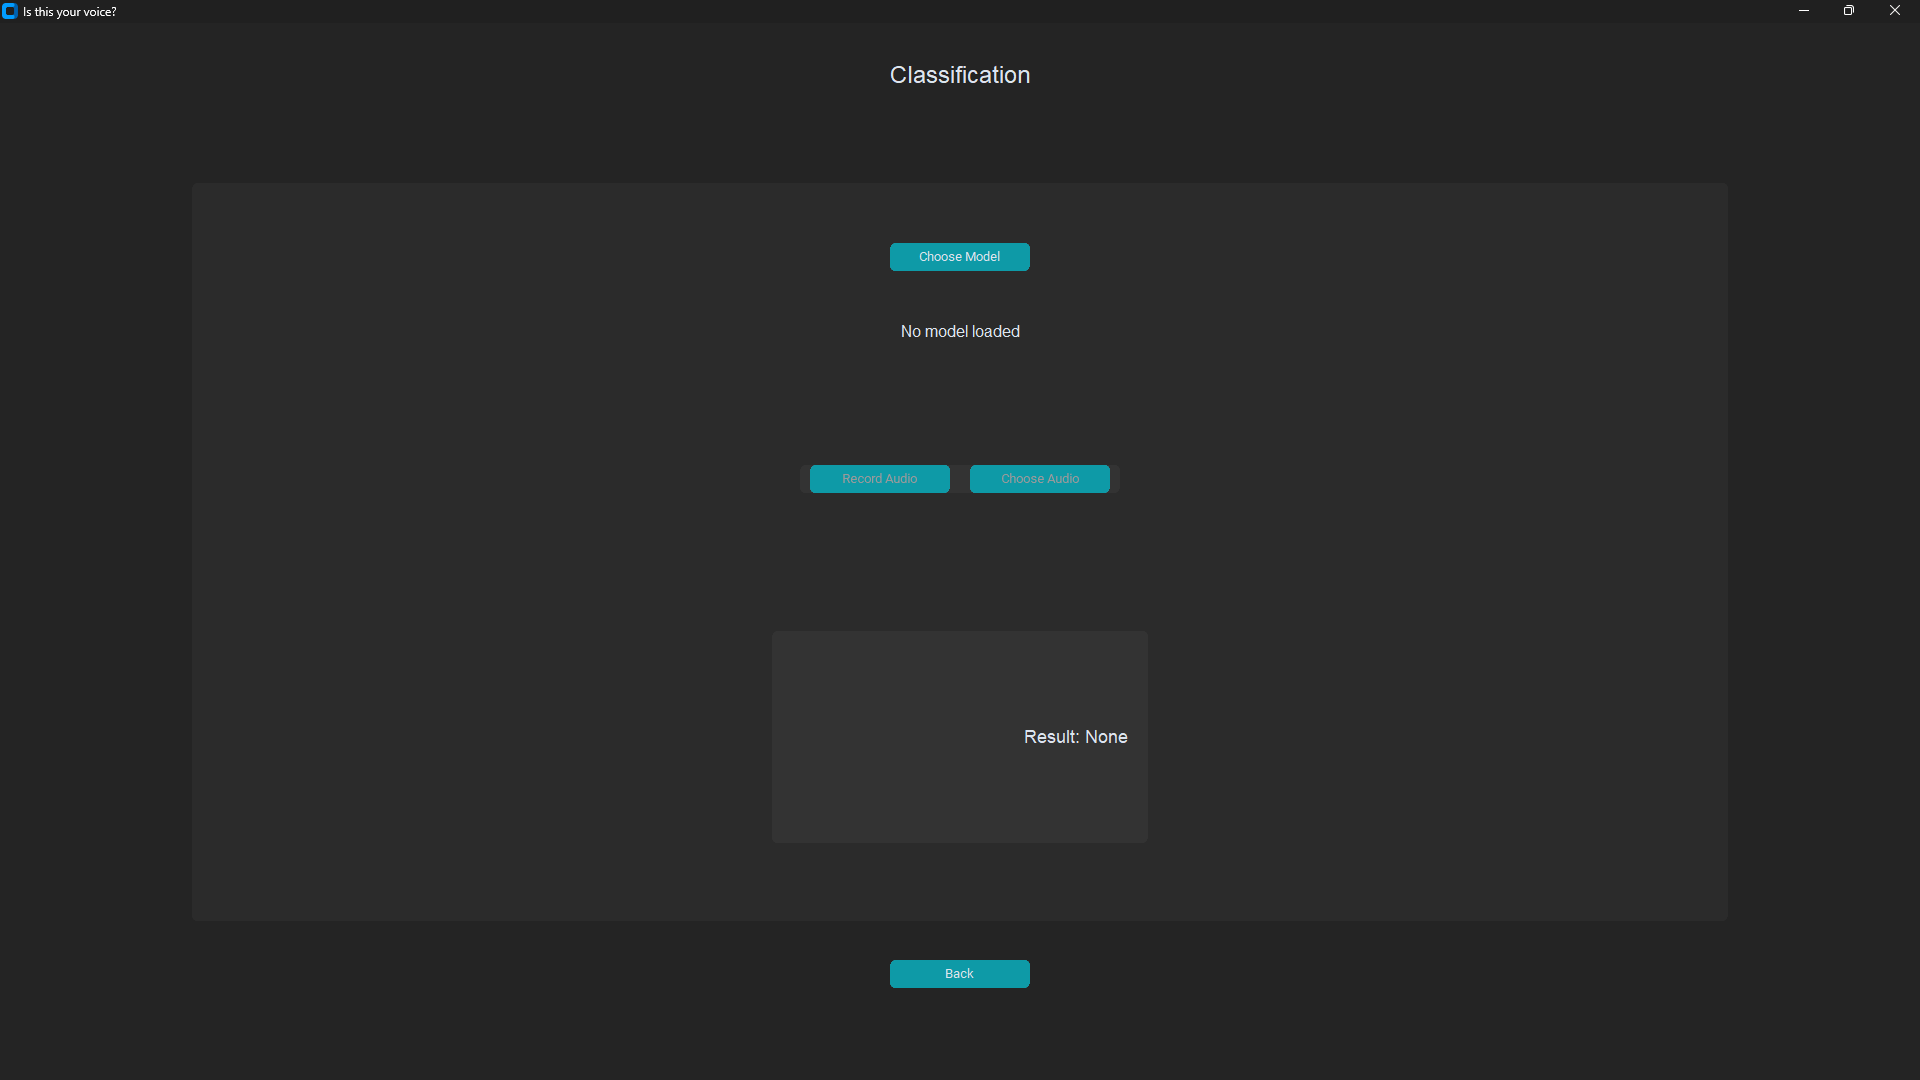 Is this your voice?
Classification
Choose Model
No model loaded
Record Audio Choose Audio
Result: None
Back